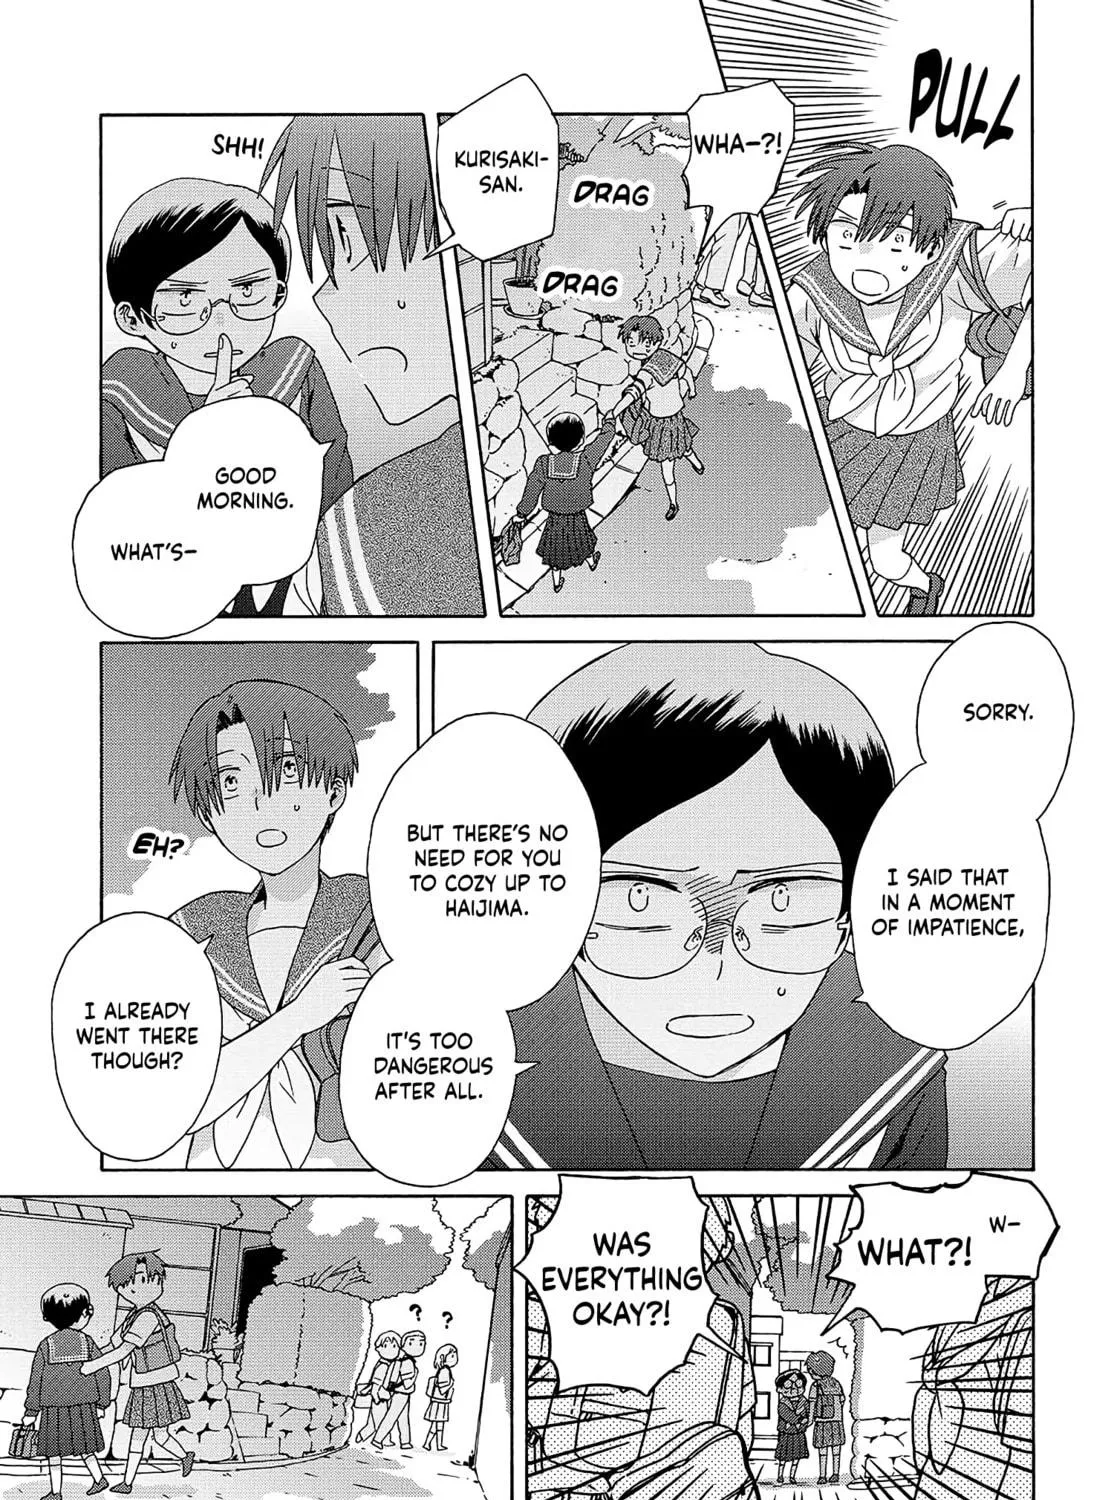 PULL
WHA-?!
DRAG
DRAG
KURISAKI-
SAN.
SHH!
GOOD
MORNING.
WHAT'S-
SORRY.
I SAID THAT
IN A MOMENT
OF IMPATIENCE,
BUT THERE'S NO
NEED FOR YOU
TO COZY UP TO
HAIJIMA.
IT'S TOO
DANGEROUS
AFTER ALL.
EH?
I ALREADY
WENT THERE
THOUGH?
W-
WHAT?!
WAS
EVERYTHING
OKAY?!
?
?